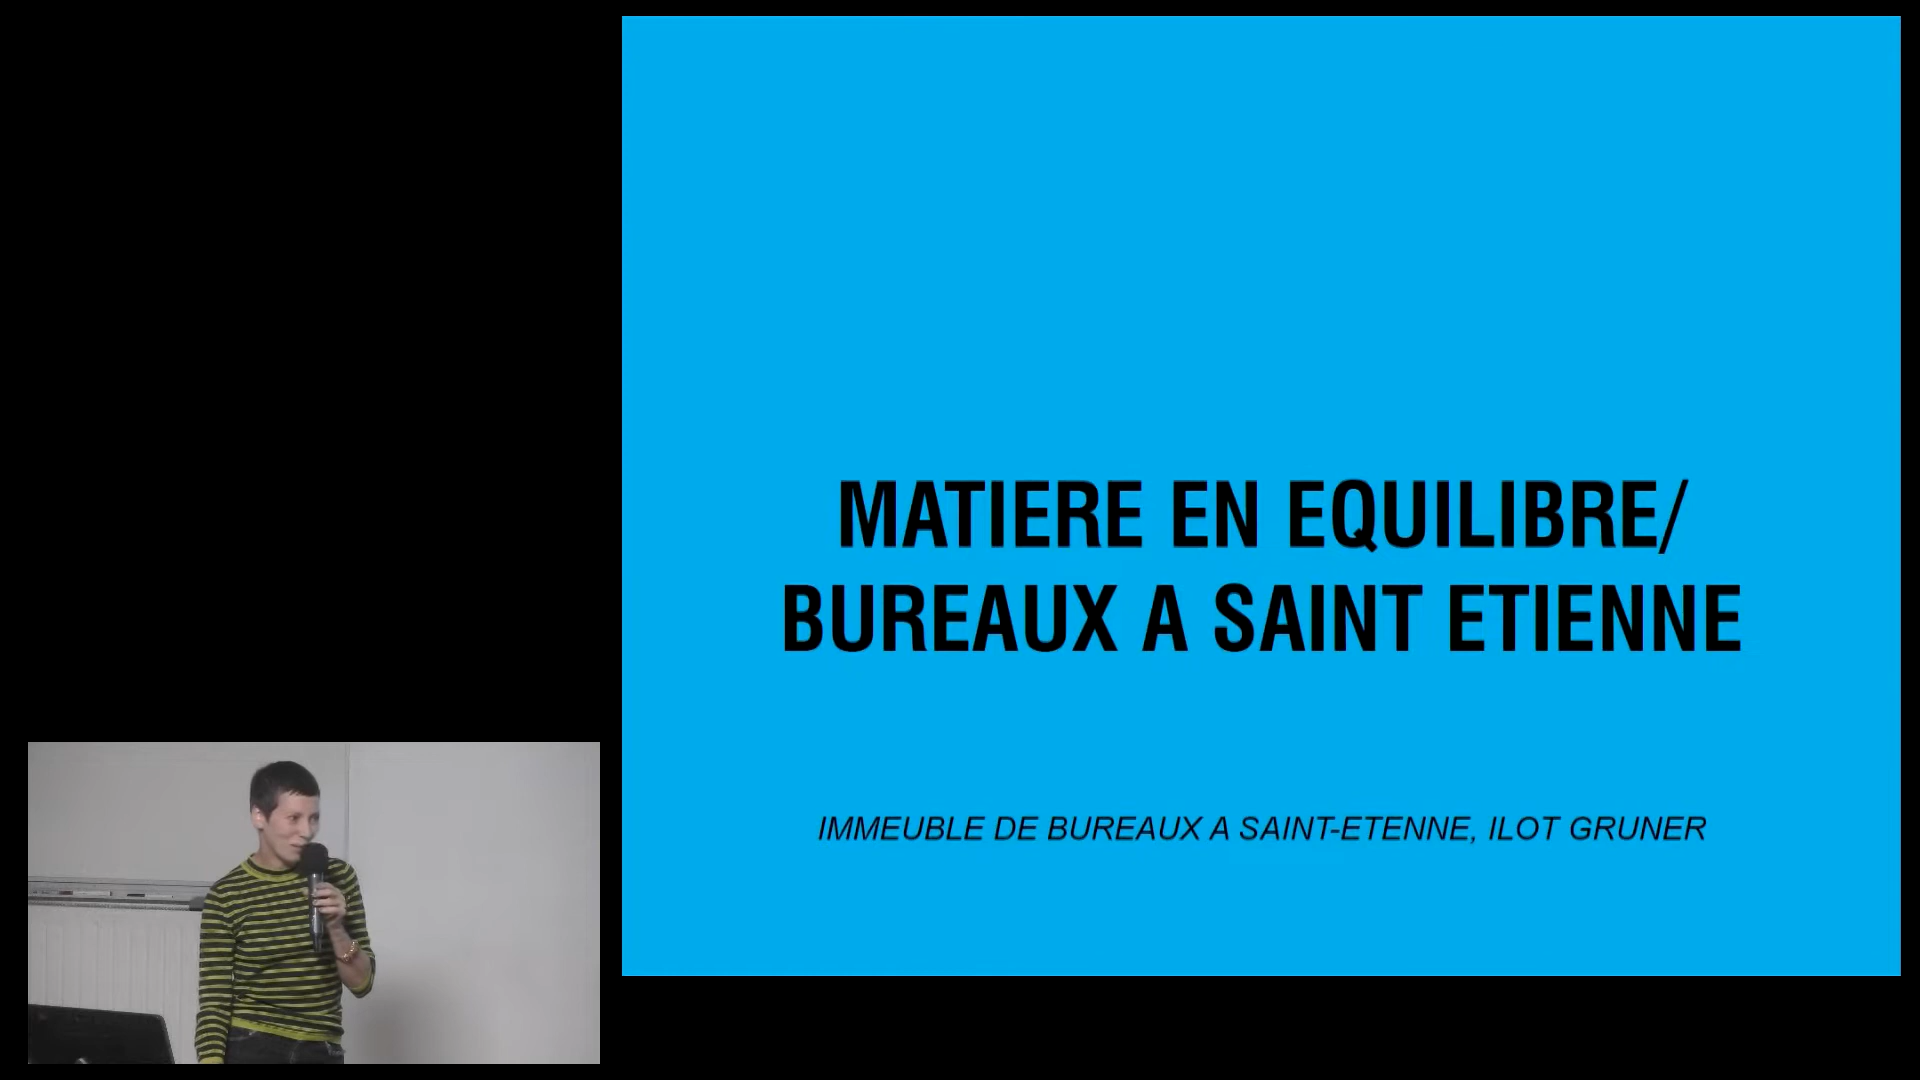 MATIERE EN EQUILIBRE/
BUREAUX A SAINT ETIENNE
IMMEUBLE DE BUREAUX A SAINT-ETENNE, ILOT GRUNER